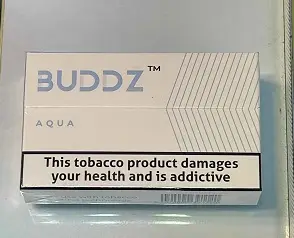 BUDDZ™
AQUA
This tobacco product damages
your health and is addictive